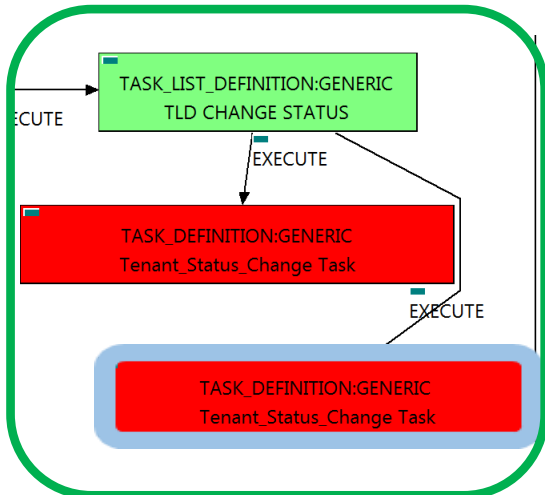 TASK_LIST_DEFINITION:GENERIC
TLD CHANGE STATUS
ECUTE
EXECUTE
TASK_DEFINITION:GENERIC
Tenant_Status_Change Task
EXECUTE
TASK_DEFINITION:GENERIC
Tenant_Status_Change Task